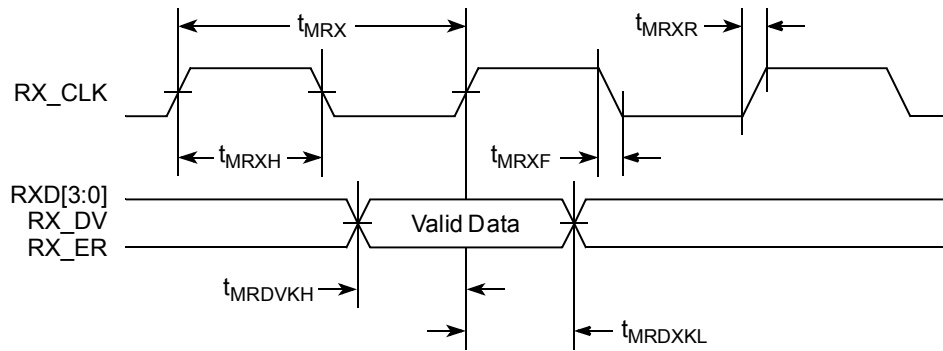 tMRX
tMRXR
RX_CLK
tMRXH
tMRXF
RXD[3:0]
RX_DV
Valid Data
RX_ER
tMRDVKH
tMRDXKL